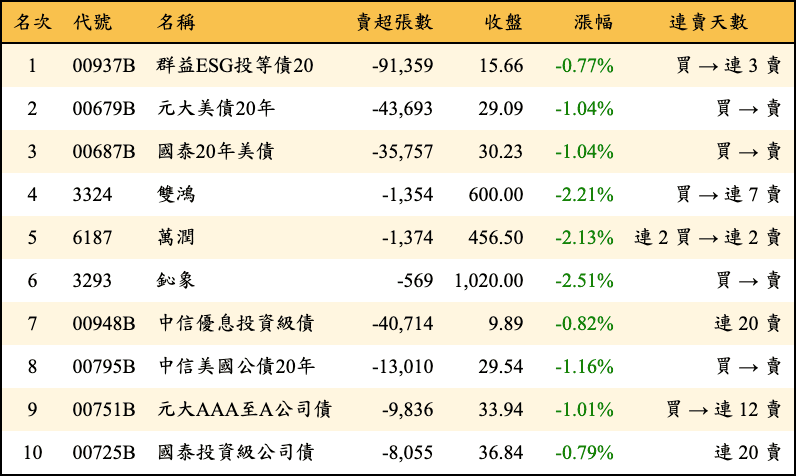 名次 代號 名稱 賣超張數 收盤 漲幅 連賣天數
1 00937B 群益ESG投等債20 -91,359 15.66 -0.77% 買 → 連 3 賣
2 00679B 元大美債20年 -43,693 29.09 -1.04% 買 → 賣
3 00687B 國泰20年美債 -35,757 30.23 -1.04% 買 → 賣
4 3324 雙鴻 -1,354 600.00 -2.21% 買 → 連 7 賣
5 6187 萬潤 -1,374 456.50 -2.13% 連 2 買 → 連 2 賣
6 3293 鈊象 -569 1,020.00 -2.51% 買 → 賣
7 00948B 中信優息投資級債 -40,714 9.89 -0.82% 連 20 賣
8 00795B 中信美國公債20年 -13,010 29.54 -1.16% 買 → 賣
9 00751B 元大AAA至A公司債 -9,836 33.94 -1.01% 買 → 連 12 賣
10 00725B 國泰投資級公司債 -8,055 36.84 -0.79% 連 20 賣